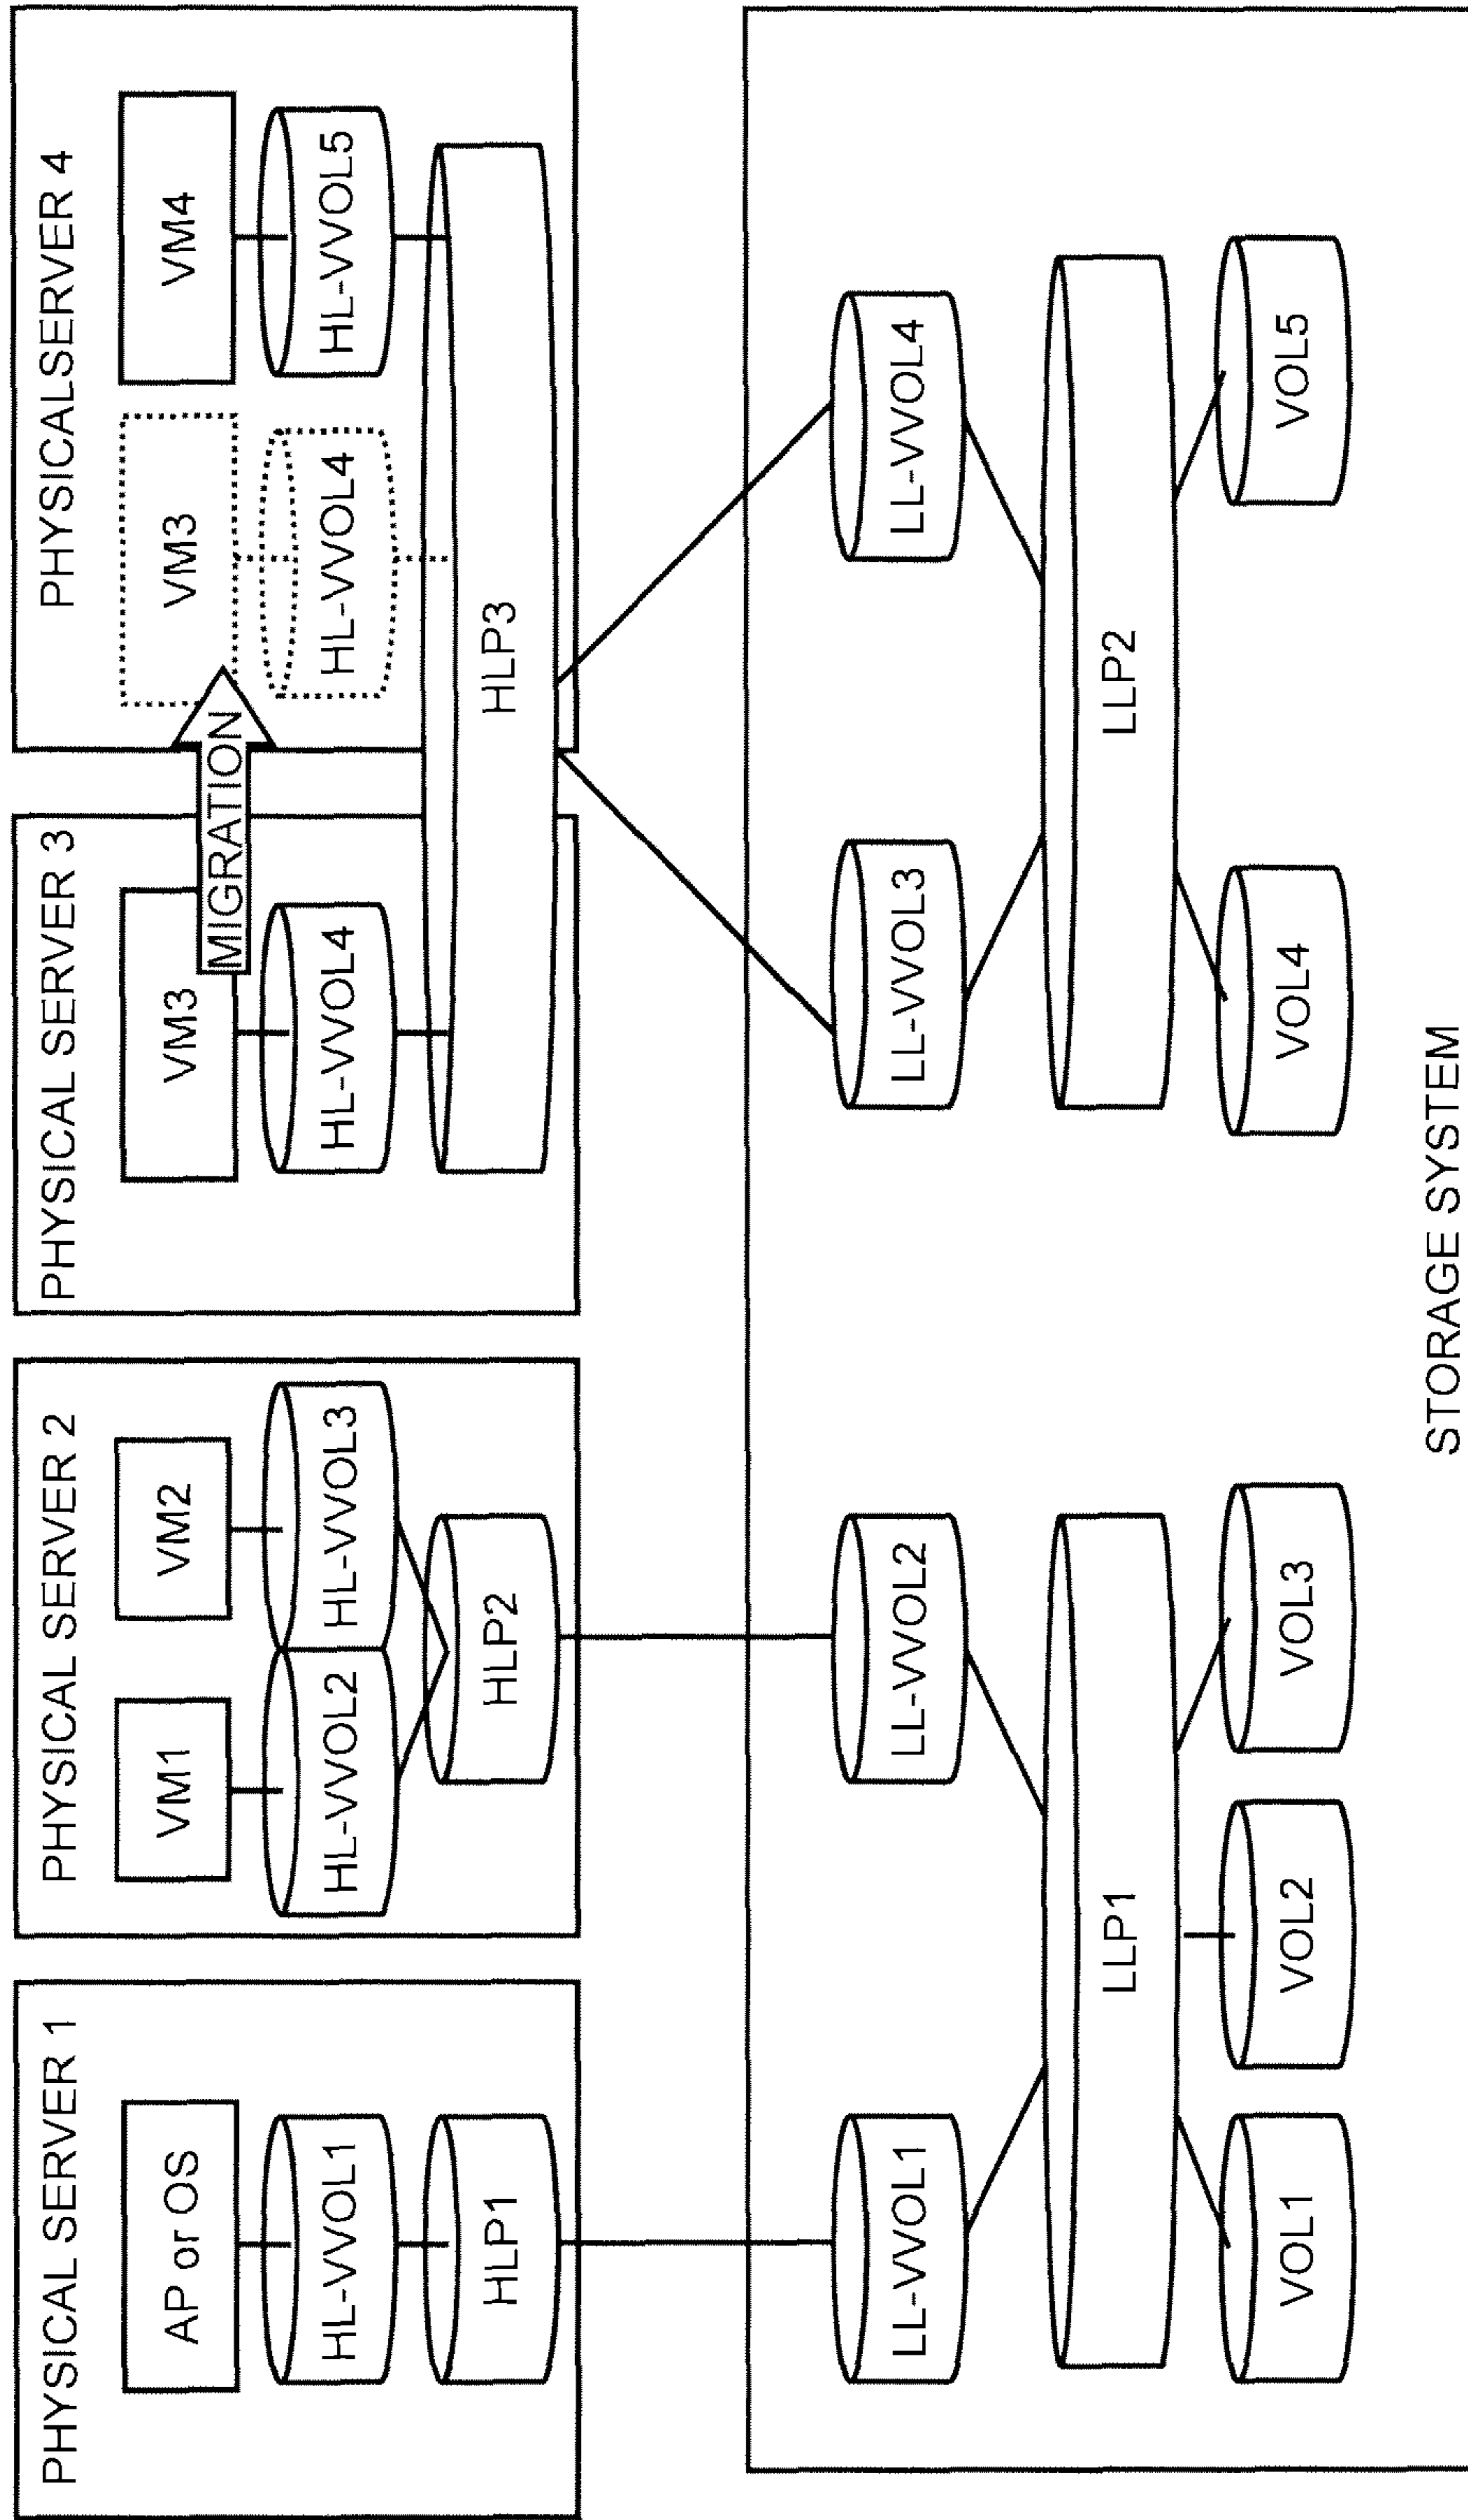 PHYSICAL SERVER 1
AP or OS
HL-VVOL1
HLP1
PHYSICAL SERVER 2
VM1
VM2
HL-VVOL2
HL-VVOL3
HLP2
PHYSICAL SERVER 3
VM3
MIGRATION
HL-VVOL4
PHYSICALSERVER 4
VM3
VM4
HL-VVOL4
HL-VVOL5
HLP3
LL-VVOL1
LL-VVOL2
LL-VVOL3
LL-VVOL4
LLP1
LLP2
VOL1
VOL2
VOL3
VOL4
VOL5
STORAGE SYSTEM